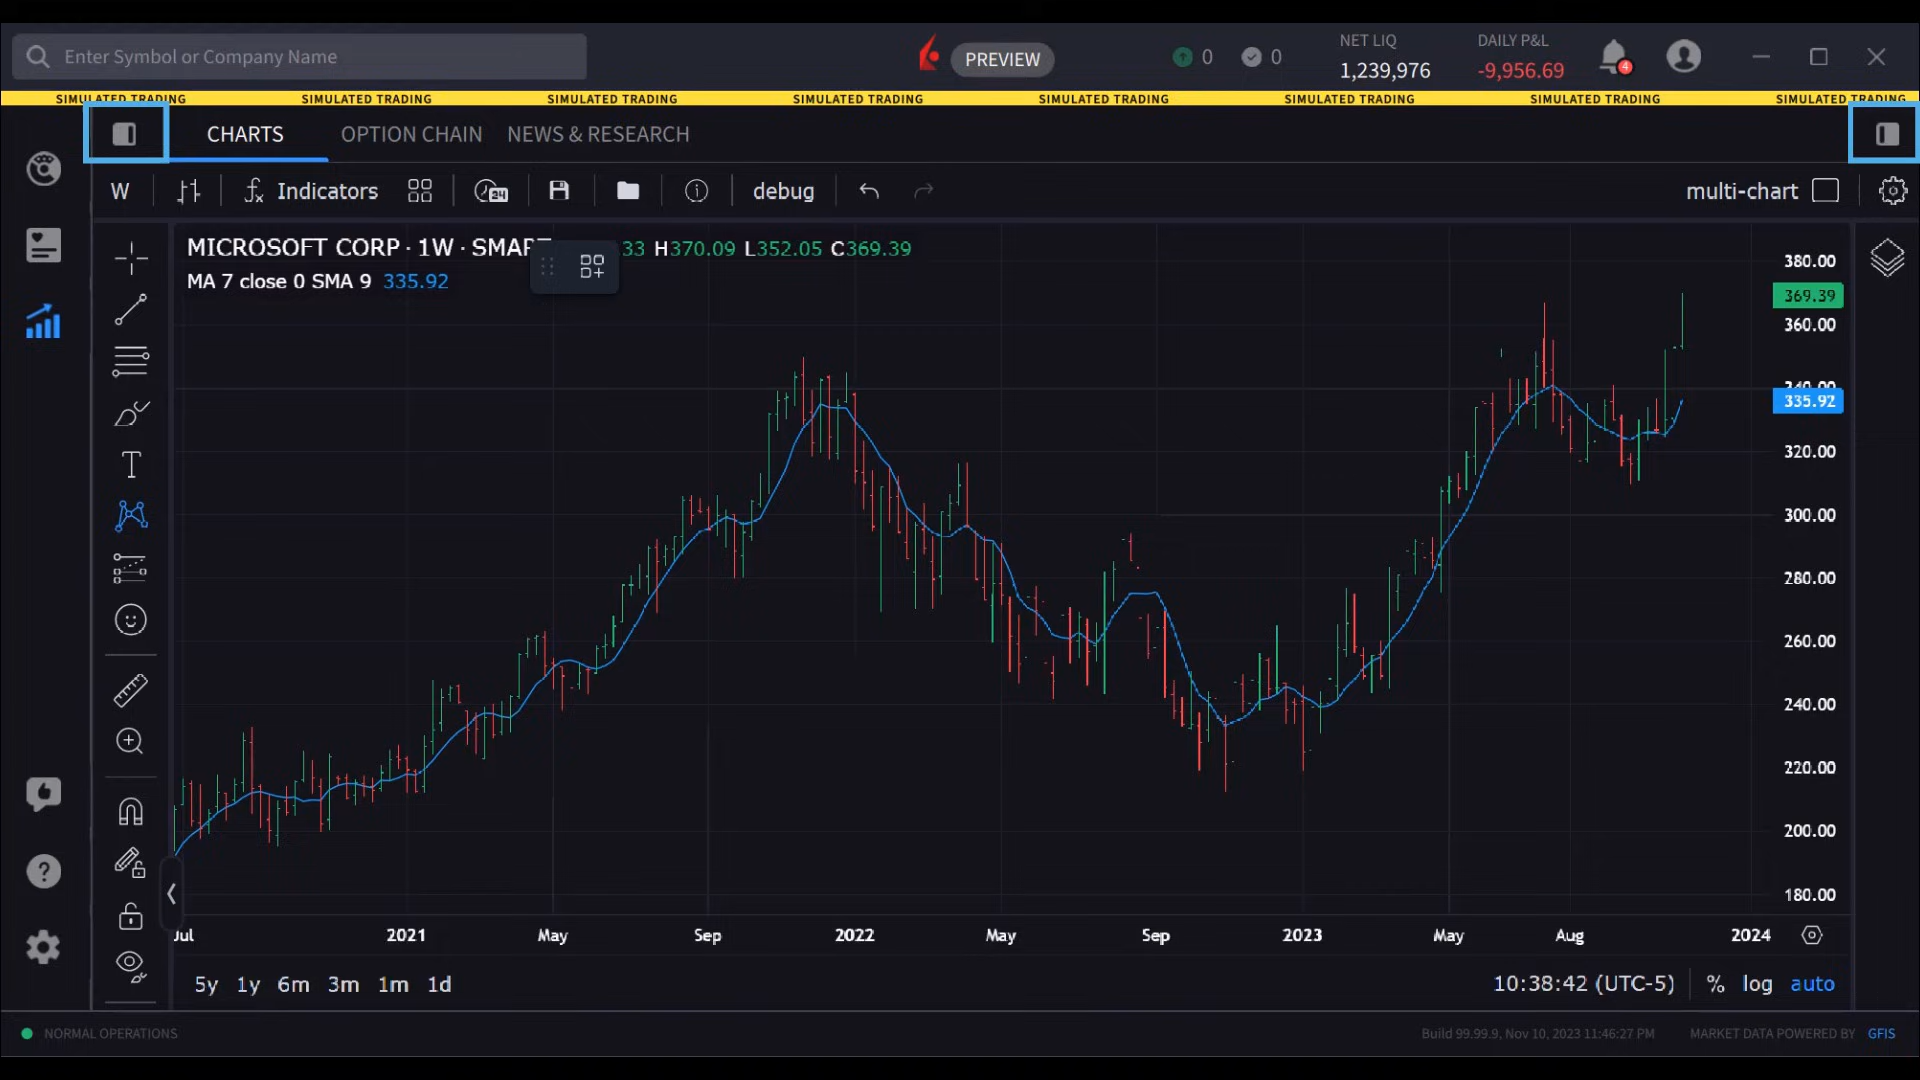 Enter Symbol or Company Name
PREVIEW
0
0
NET LIQ
1,239,976
DAILY P&L
-9,956.69
4
SIMULATED TRADING SIMULATED TRADING SIMULATED TRADING SIMULATED TRADING SIMULATED TRADING SIMULATED TRADING SIMULATED TRADING SIMULATED TRADING
CHARTS OPTION CHAIN NEWS & RESEARCH
W Indicators 24 debug multi-chart
MICROSOFT CORP · 1W · SMART 33 H370.09 L352.05 C369.39
MA 7 close 0 SMA 9 335.92
380.00
369.39
360.00
340.00
335.92
320.00
300.00
280.00
260.00
240.00
220.00
200.00
180.00
Jul 2021 May Sep 2022 May Sep 2023 May Aug 2024
5y 1y 6m 3m 1m 1d 10:38:42 (UTC-5) % log auto
NORMAL OPERATIONS Build 99.99.9, Nov 10, 2023 11:46:27 PM MARKET DATA POWERED BY GFIS